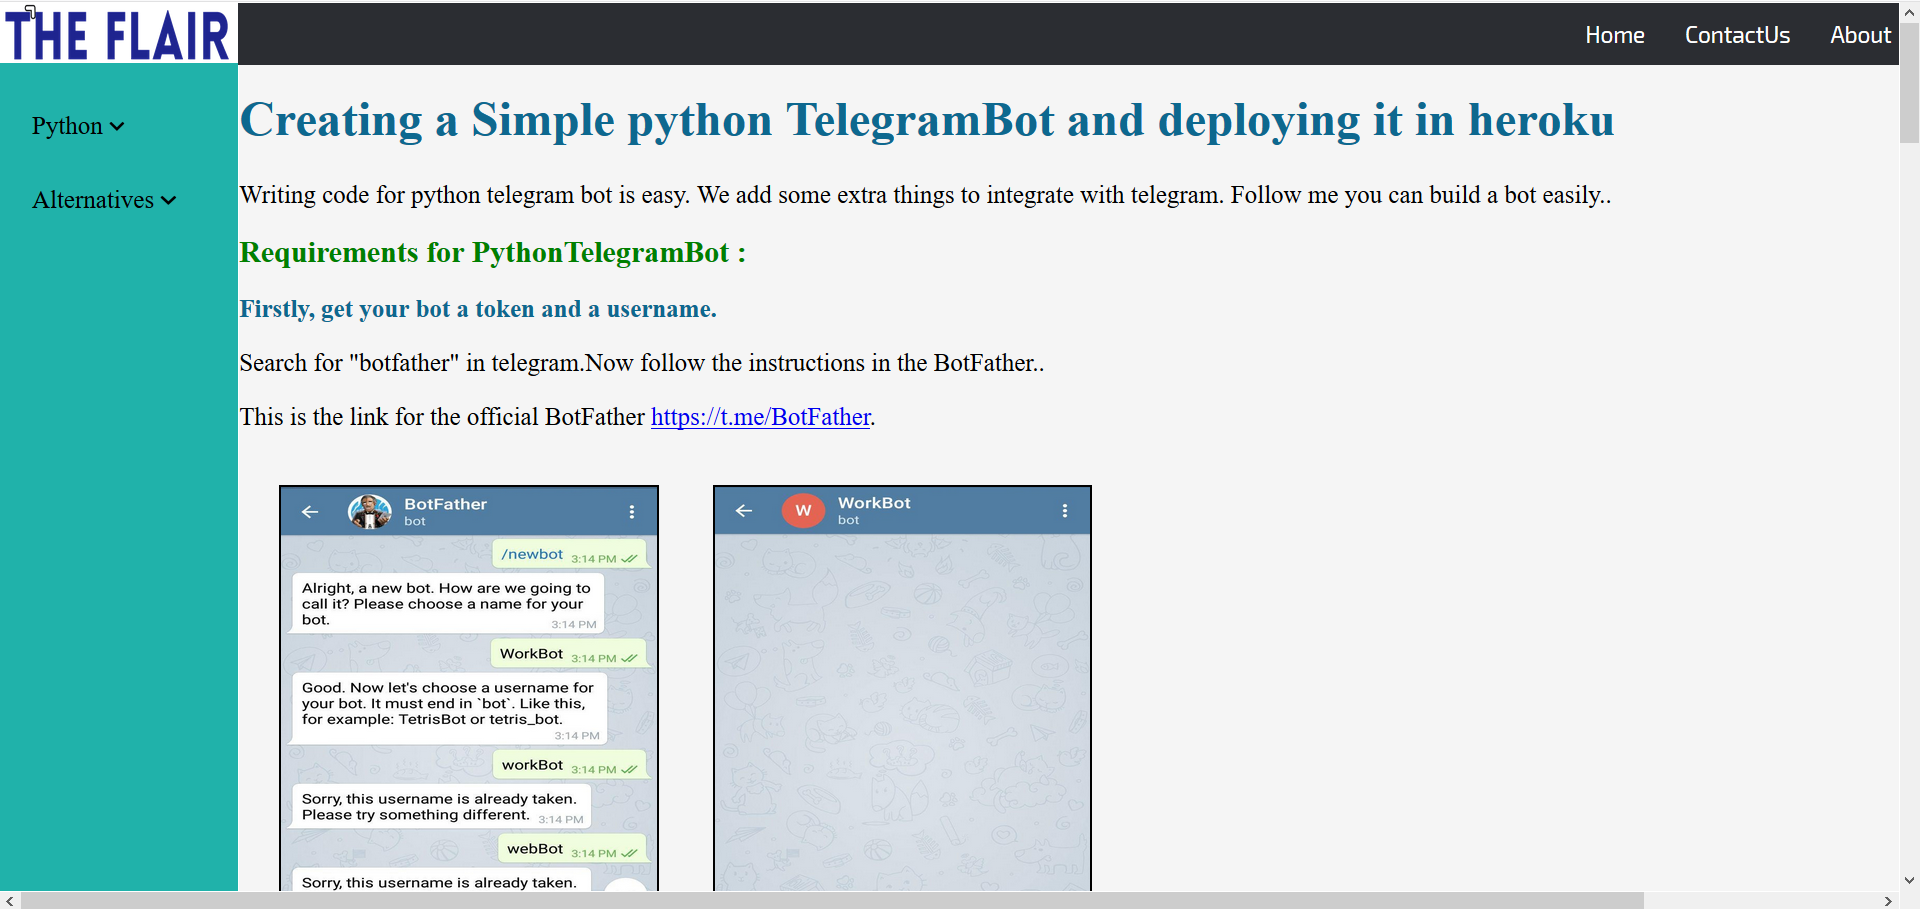 THE FLAIR
Home ContactUs About
Python
Alternatives
Creating a Simple python TelegramBot and deploying it in heroku
Writing code for python telegram bot is easy. We add some extra things to integrate with telegram. Follow me you can build a bot easily..
Requirements for PythonTelegramBot :
Firstly, get your bot a token and a username.
Search for "botfather" in telegram.Now follow the instructions in the BotFather..
This is the link for the official BotFather https://t.me/BotFather.
BotFather
bot
/newbot 3:14 PM
Alright, a new bot. How are we going to
call it? Please choose a name for your
bot.
3:14 PM
WorkBot 3:14 PM
Good. Now let's choose a username for
your bot. It must end in `bot`. Like this,
for example: TetrisBot or tetris_bot.
3:14 PM
workBot 3:14 PM
Sorry, this username is already taken.
Please try something different. 3:14 PM
webBot 3:14 PM
Sorry, this username is already taken.
W
WorkBot
bot